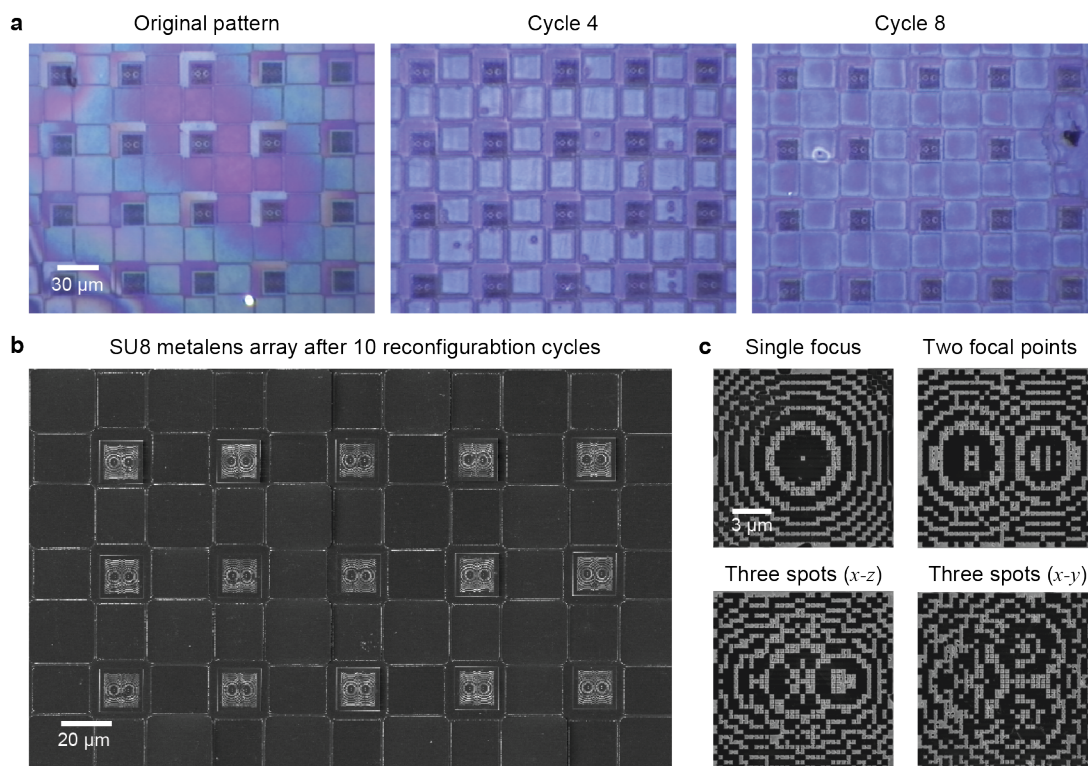 a
Original pattern
Cycle 4
Cycle 8
30 μm
b
SU8 metalens array after 10 reconfigurabtion cycles
20 μm
c
Single focus
Two focal points
3 μm
Three spots (x-z)
Three spots (x-y)